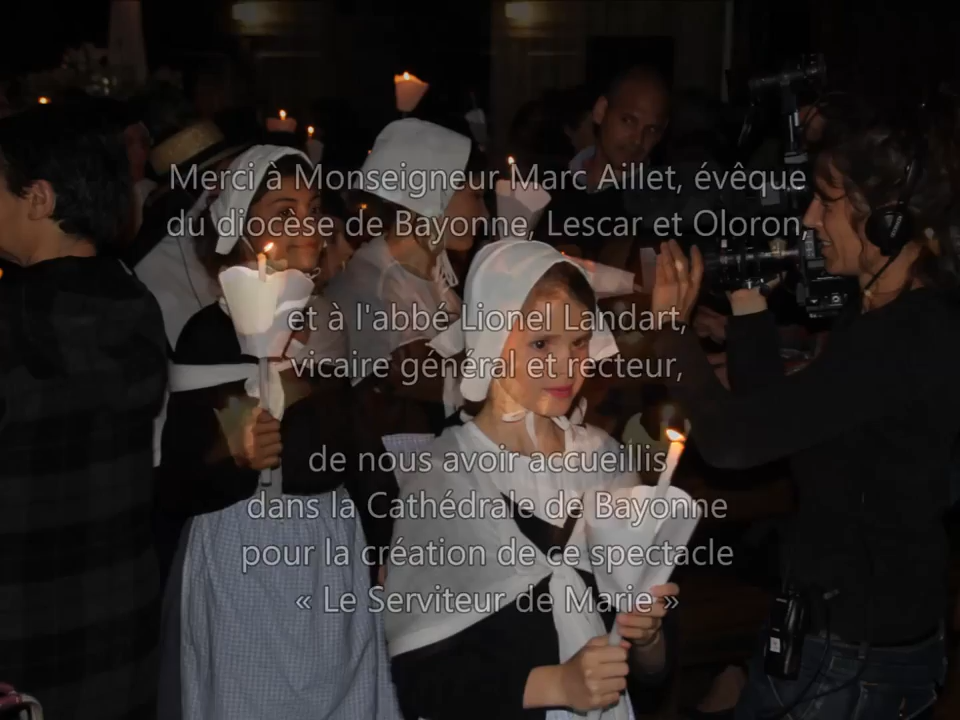 Merci à Monseigneur Marc Aillet, évêque
du diocèse de Bayonne, Lescar et Oloron,
et à l'abbé Lionel Landart,
vicaire général et recteur,
de nous avoir accueillis
dans la Cathédrale de Bayonne
pour la création de ce spectacle
« Le Serviteur de Marie »